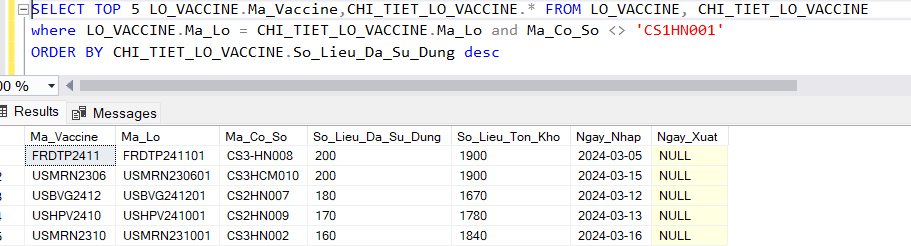 SELECT TOP 5 LO_VACCINE.Ma_Vaccine,CHI_TIET_LO_VACCINE.* FROM LO_VACCINE, CHI_TIET_LO_VACCINE
where LO_VACCINE.Ma_Lo = CHI_TIET_LO_VACCINE.Ma_Lo and Ma_Co_So <> 'CS1HN001'
ORDER BY CHI_TIET_LO_VACCINE.So_Lieu_Da_Su_Dung desc
00 %
Results Messages
Ma_Vaccine Ma_Lo Ma_Co_So So_Lieu_Da_Su_Dung So_Lieu_Ton_Kho Ngay_Nhap Ngay_Xuat
FRDTP2411 FRDTP241101 CS3-HN008 200 1900 2024-03-05 NULL
USMRN2306 USMRN230601 CS3HCM010 200 1900 2024-03-15 NULL
USBVG2412 USBVG241201 CS2HN007 180 1670 2024-03-12 NULL
USHPV2410 USHPV241001 CS2HN009 170 1780 2024-03-13 NULL
USMRN2310 USMRN231001 CS3HN002 160 1840 2024-03-16 NULL